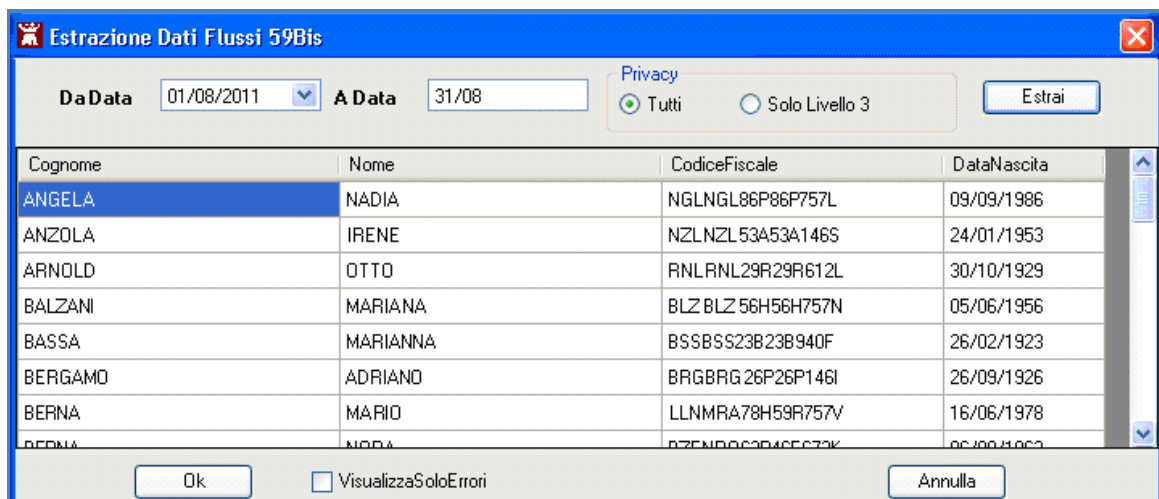 Estrazione Dati Flussi 59Bis
Privacy
Da Data 01/08/2011 A Data 31/08 Tutti Solo Livello 3 Estrai
Cognome Nome CodiceFiscale DataNascita
ANGELA NADIA NGLNGL86P86P757L 09/09/1986
ANZOLA IRENE NZLNZL53A53A146S 24/01/1953
ARNOLD OTTO RNLRNL29R29R612L 30/10/1929
BALZANI MARIANA BLZBLZ56H56H757N 05/06/1956
BASSA MARIANNA BSSBSS23B23B940F 26/02/1923
BERGAMO ADRIANO BRGBRG26P26P146I 26/09/1926
BERNA MARIO LLNMRA78H59R757V 16/06/1978
BERNA NORA
Ok VisualizzaSoloErrori Annulla